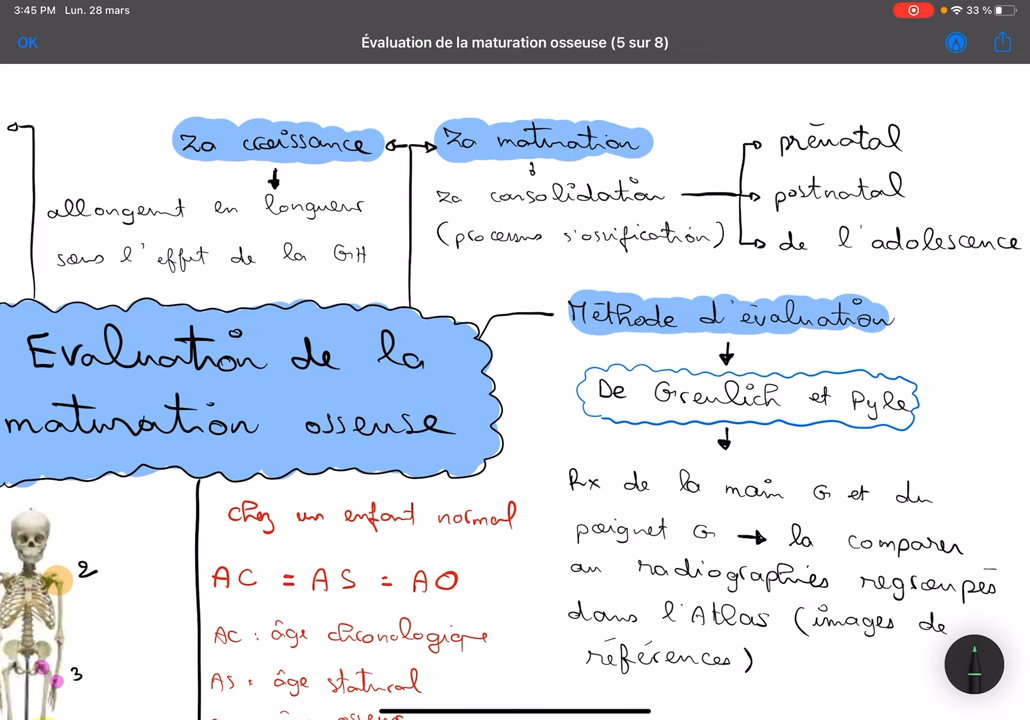 3:45 PM Lun. 28 mars
33 %
OK
Évaluation de la maturation osseuse (5 sur 8)
La croissance
La maturation
allongemt en longueur
sous l'effet de la GH
La consolidation
(processus d'ossification)
prénatal
postnatal
de l'adolescence
Evaluation de la
maturation osseuse
Méthode d'évaluation
De Greulich et Pyle
Rx de la main G et du
poignet G → la comparer
au radiographies regroupés
dans l'Atlas (images de
références)
chez un enfant normal
AC = AS = AO
AC : âge chronologique
AS : âge statural
2
3